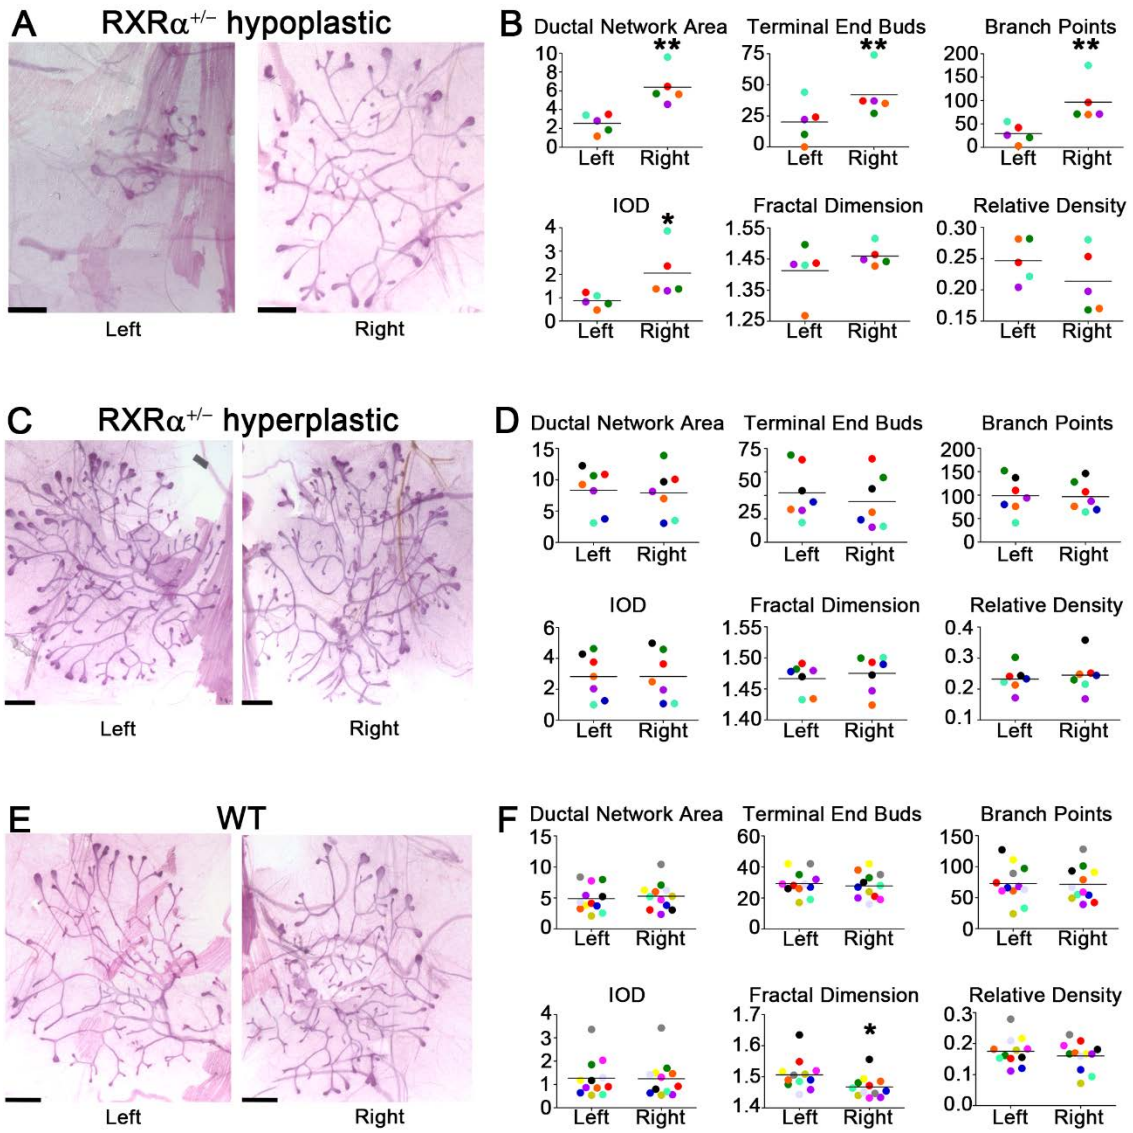 A RXRα+/– hypoplastic
Left Right
B
Ductal Network Area Terminal End Buds Branch Points
** ** **
10 8 6 4 2 0
75 50 25 0
200 150 100 50 0
Left Right Left Right Left Right
IOD Fractal Dimension Relative Density
*
4 3 2 1 0
1.55 1.45 1.35 1.25
0.30 0.25 0.20 0.15
Left Right Left Right Left Right
C RXRα+/– hyperplastic
Left Right
D
Ductal Network Area Terminal End Buds Branch Points
15 10 5 0
75 50 25 0
200 150 100 50 0
Left Right Left Right Left Right
IOD Fractal Dimension Relative Density
6 4 2 0
1.55 1.50 1.45 1.40
0.4 0.3 0.2 0.1
Left Right Left Right Left Right
E WT
Left Right
F
Ductal Network Area Terminal End Buds Branch Points
15 10 5 0
60 40 20 0
150 100 50 0
Left Right Left Right Left Right
IOD Fractal Dimension Relative Density
*
4 3 2 1 0
1.7 1.6 1.5 1.4
0.3 0.2 0.1 0.0
Left Right Left Right Left Right